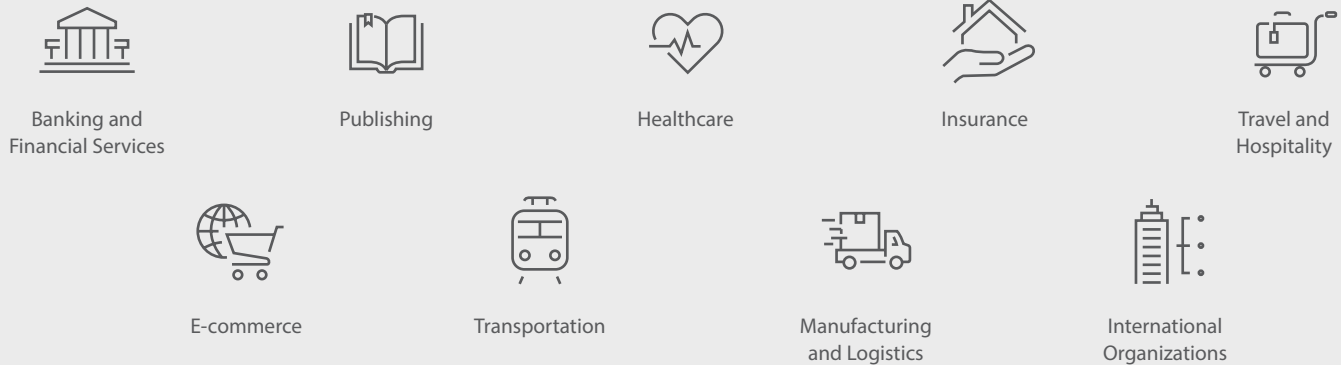 Banking and
Financial Services
Publishing
Healthcare
Insurance
Travel and
Hospitality
E-commerce
Transportation
Manufacturing
and Logistics
International
Organizations